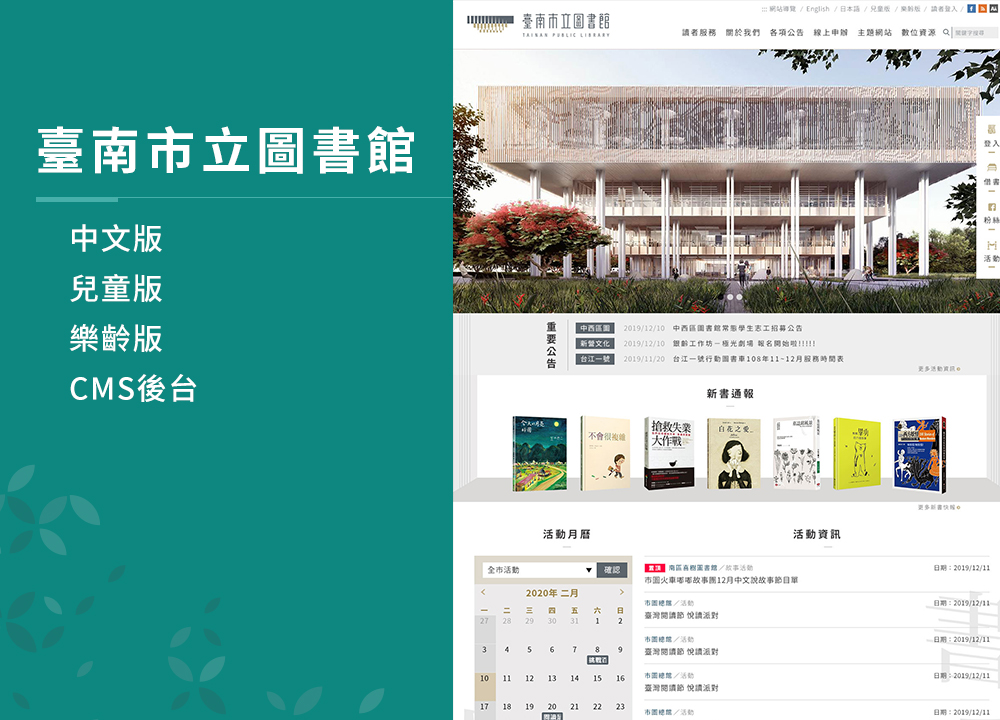 臺南市立圖書館
中文版
兒童版
樂齡版
CMS後台
臺南市立圖書館
TAINAN PUBLIC LIBRARY
::: 網站導覽 / English / 日本語 / 兒童版 / 樂齡版 / 讀者登入 /
讀者服務 關於我們 各項公告 線上申辦 主題網站 數位資源 關鍵字搜尋
登入
借書
粉絲
活動
重要公告
中西區圖 2019/12/10 中西區圖書館常態學生志工招募公告
新營文化 2019/12/10 銀齡工作坊－極光劇場 報名開始啦!!!!!
台江一號 2019/11/20 台江一號行動圖書車108年11~12月服務時間表
更多活動資訊
新書通報
不會很複雜
搶救失業大作戰
白花之愛
更多新書快報
活動月曆
全市活動 ▼ 確認
< 2020年 二月 >
一 二 三 四 五 六 日
27 28 29 30 31 1 2
3 4 5 6 7 8 9
10 11 12 13 14 15 16
17 18 19 20 21 22 23
活動資訊
置頂 南區喜樹圖書館／故事活動 日期：2019/12/11
市圖火車嘟嘟故事團12月中文說故事節目單
市圖總館／活動 日期：2019/12/11
臺灣閱讀節 悅讀派對
市圖總館／活動 日期：2019/12/11
臺灣閱讀節 悅讀派對
市圖總館／活動 日期：2019/12/11
臺灣閱讀節 悅讀派對
市圖總館／活動 日期：2019/12/11